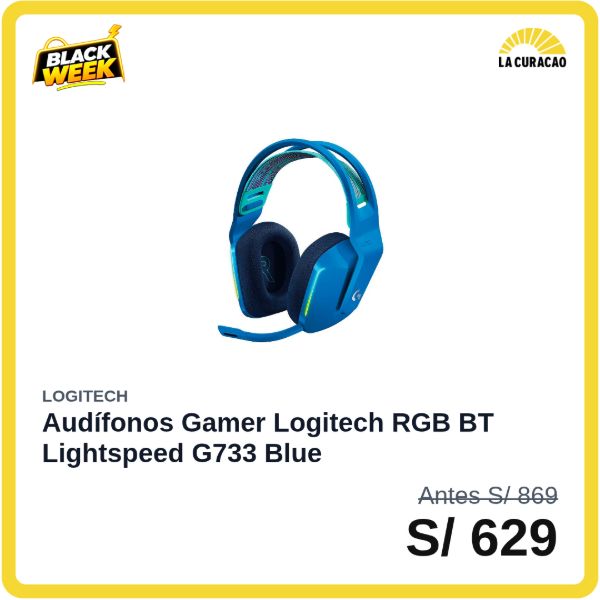 BLACK
WEEK
LA CURACAO
LOGITECH
Audífonos Gamer Logitech RGB BT
Lightspeed G733 Blue
Antes S/ 869
S/ 629